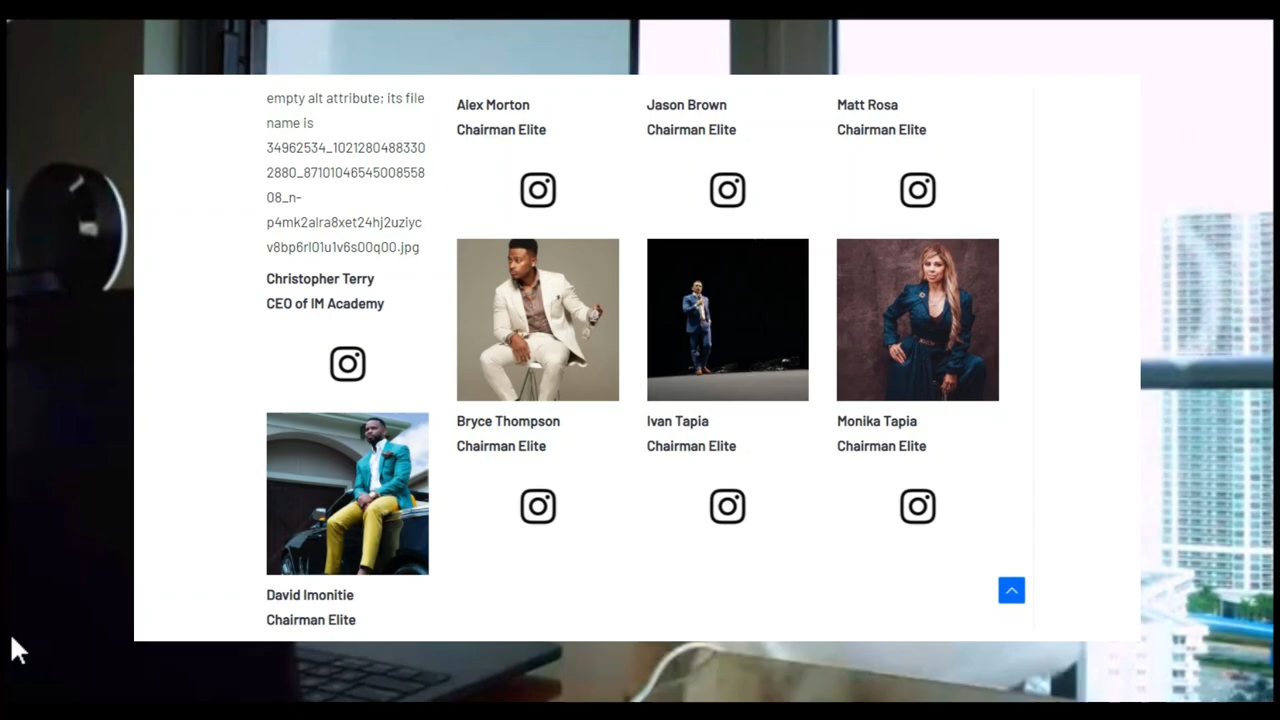 empty alt attribute; its file
name is
34962534_1021280488330
2880_87101046545008558
08_n-
p4mk2alra8xet24hj2uziyc
v8bp6rl01u1v6s00q00.jpg
Christopher Terry
CEO of IM Academy
David Imonitie
Chairman Elite
Alex Morton
Chairman Elite
Bryce Thompson
Chairman Elite
Jason Brown
Chairman Elite
Ivan Tapia
Chairman Elite
Matt Rosa
Chairman Elite
Monika Tapia
Chairman Elite